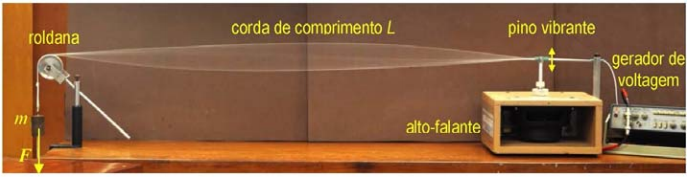 roldana
corda de comprimento L
pino vibrante
gerador de
voltagem
m
F
alto-falante